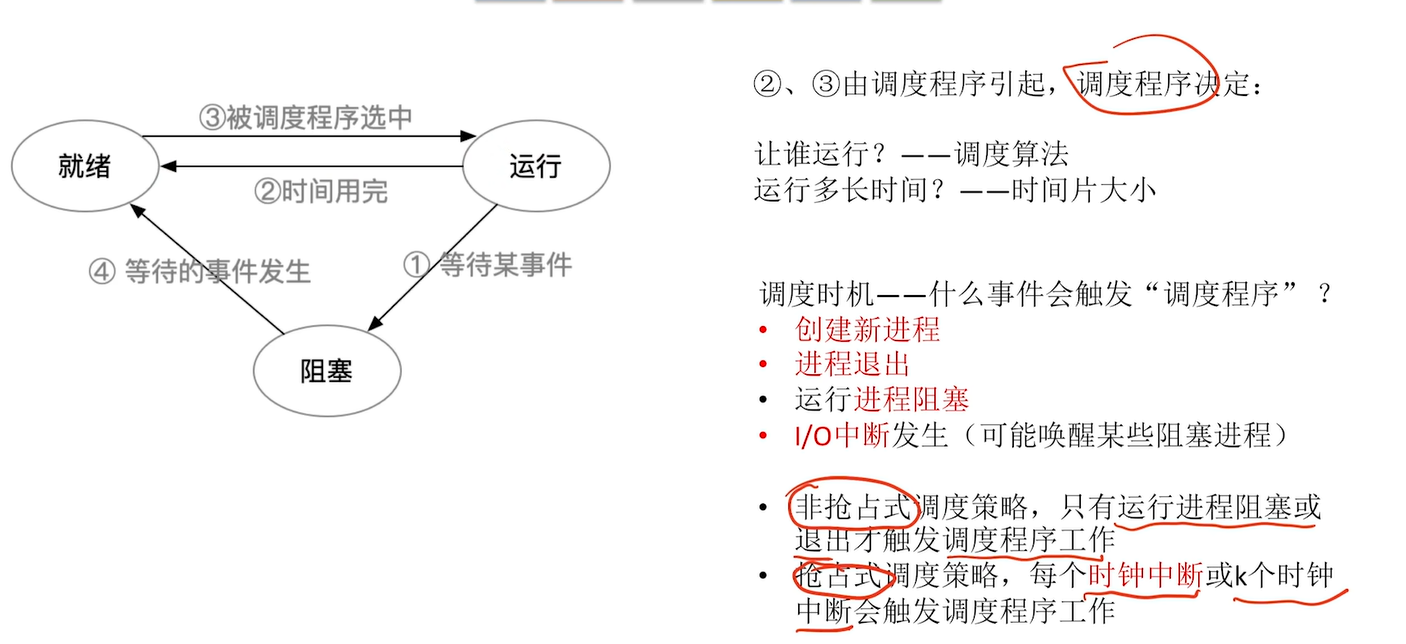 ③被调度程序选中
就绪
运行
②时间用完
④ 等待的事件发生
① 等待某事件
阻塞
②、③由调度程序引起，调度程序决定：
让谁运行？——调度算法
运行多长时间？——时间片大小
调度时机——什么事件会触发“调度程序”？
• 创建新进程
• 进程退出
• 运行进程阻塞
• I/O中断发生（可能唤醒某些阻塞进程）
• 非抢占式调度策略，只有运行进程阻塞或
退出才触发调度程序工作
• 抢占式调度策略，每个时钟中断或k个时钟
中断会触发调度程序工作